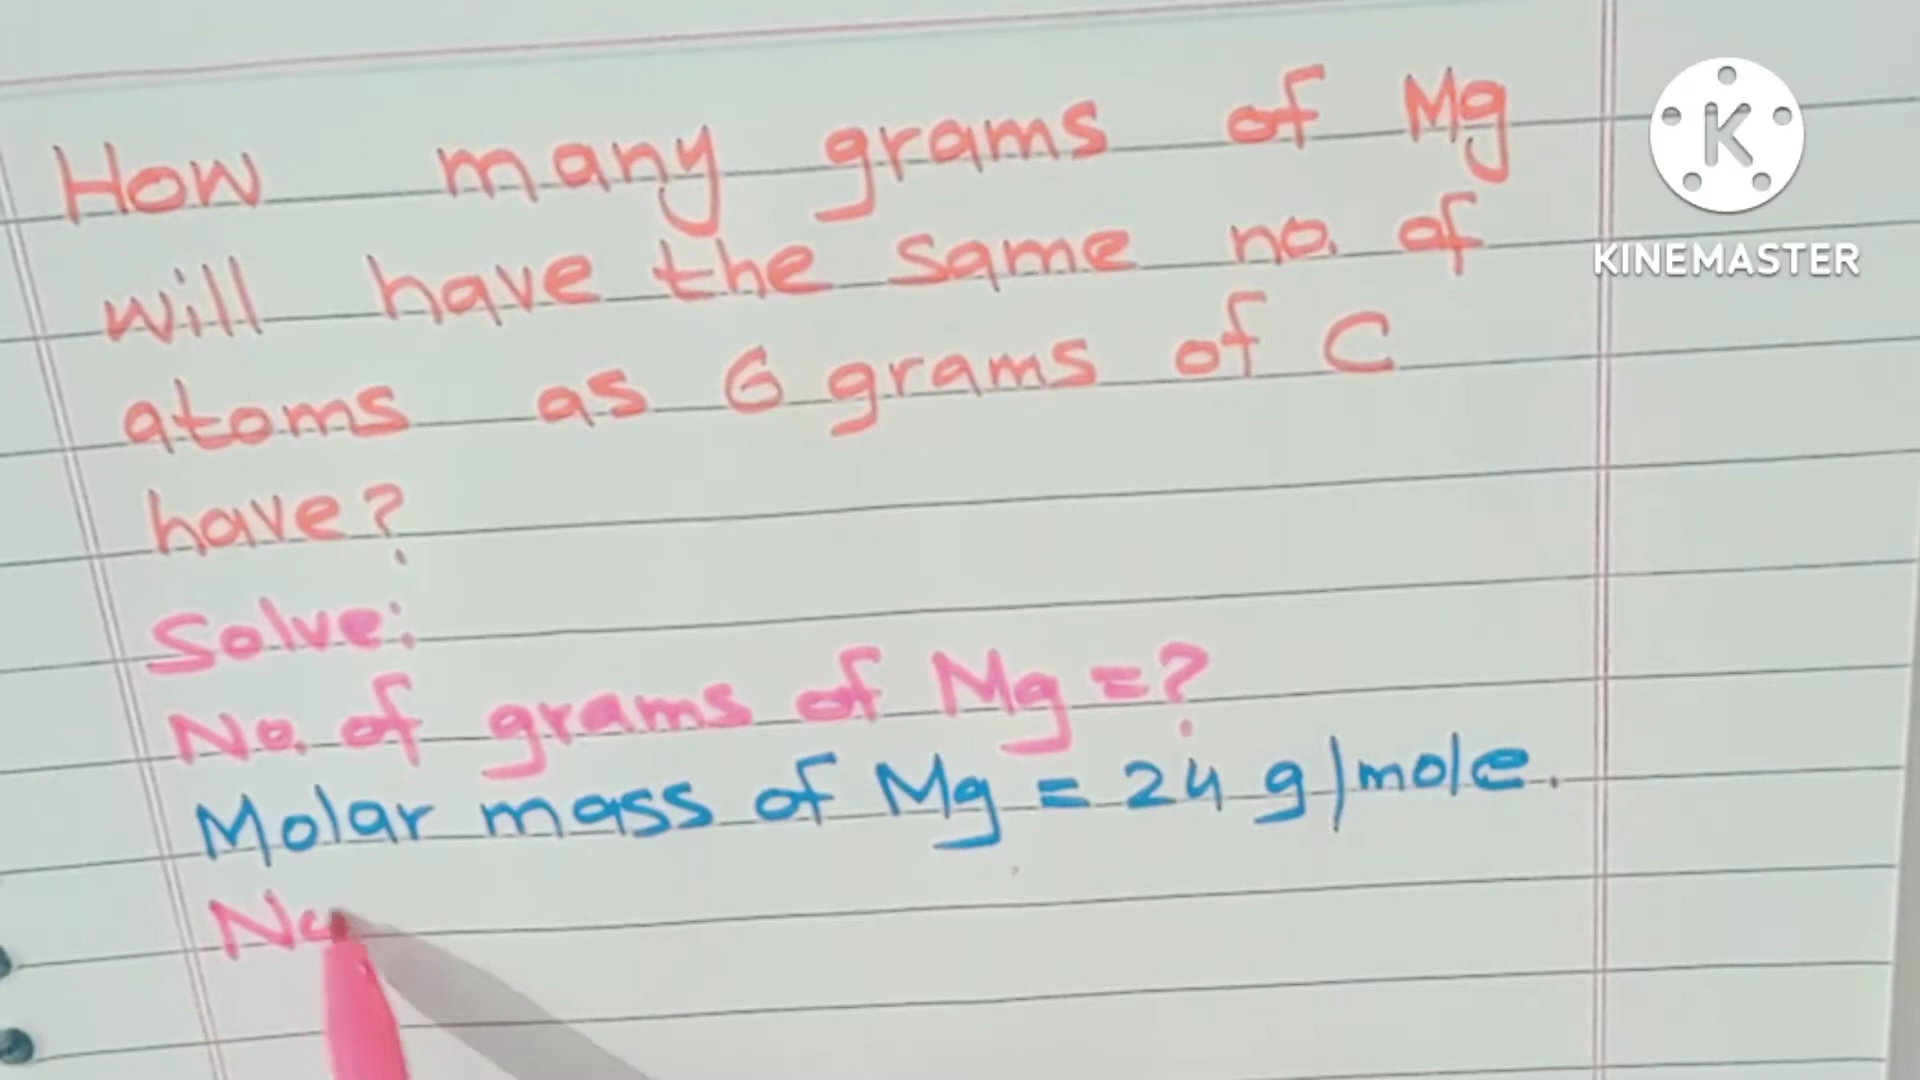 How many grams of Mg
will have the same no. of
atoms as 6 grams of C
have?
Solve:
No. of grams of Mg = ?
Molar mass of Mg = 24 g/mole.
No
K
KINEMASTER